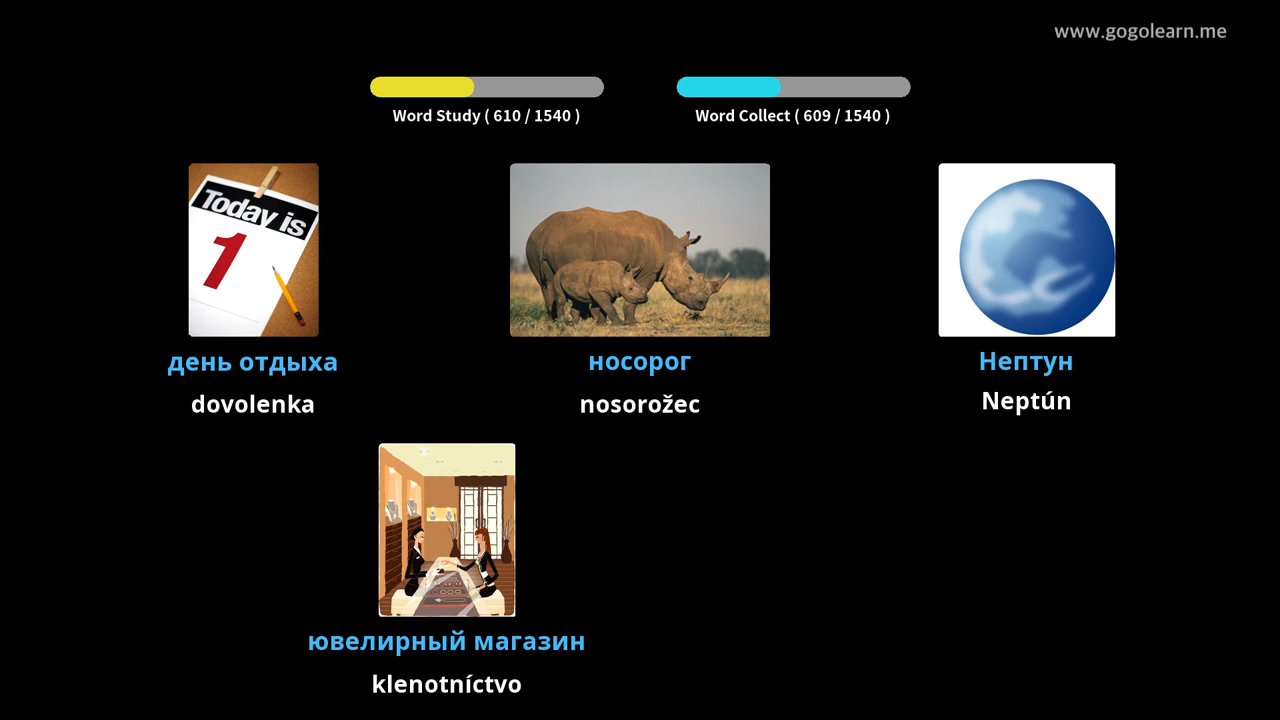 www.gogolearn.me
Word Study ( 610 / 1540 )
Word Collect ( 609 / 1540 )
Today is
1
день отдыха
dovolenka
носорог
nosorožec
Нептун
Neptún
ювелирный магазин
klenotníctvo